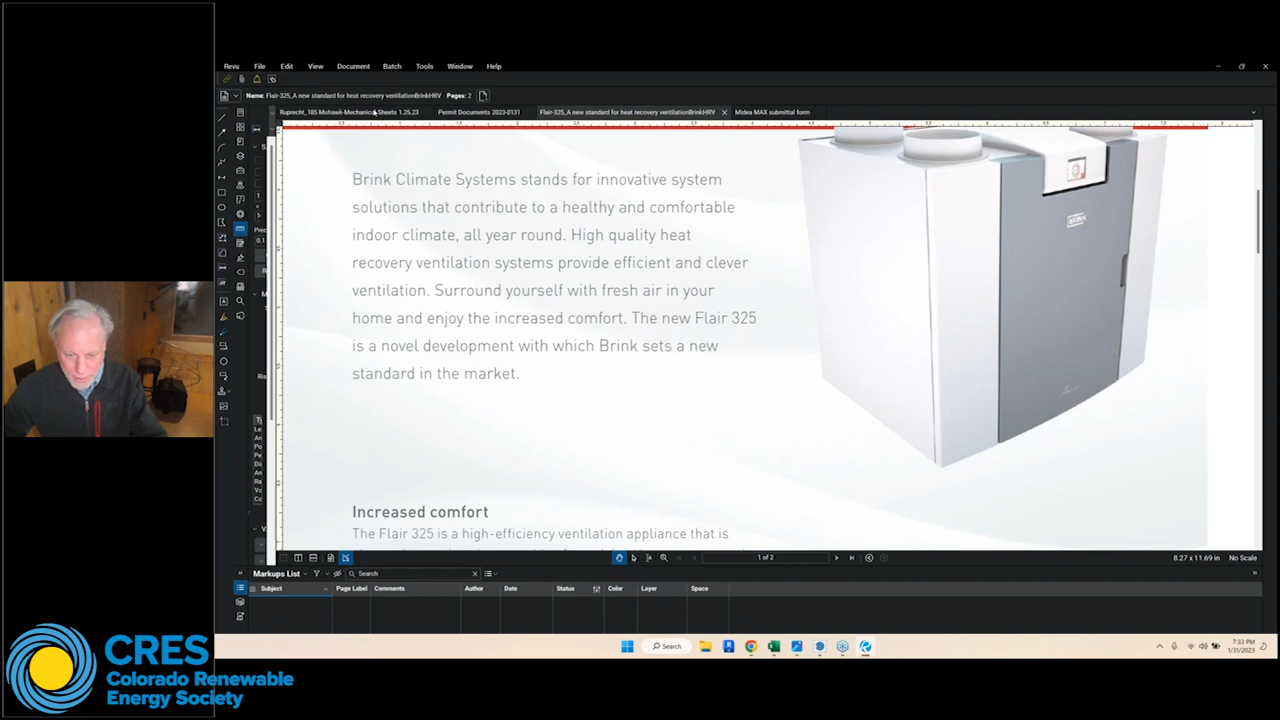 Revu File Edit View Document Batch Tools Window Help
Name: Flair-325_A new standard for heat recovery ventilationBrinkHRV Pages: 2
Ruprecht_185 Mohawk-Mechanical Sheets 1.25.23 Permit Documents 2023-0131 Flair-325_A new standard for heat recovery ventilationBrinkHRV Midea MAX submittal form
Brink Climate Systems stands for innovative system
solutions that contribute to a healthy and comfortable
indoor climate, all year round. High quality heat
recovery ventilation systems provide efficient and clever
ventilation. Surround yourself with fresh air in your
home and enjoy the increased comfort. The new Flair 325
is a novel development with which Brink sets a new
standard in the market.
BRINK
Increased comfort
The Flair 325 is a high-efficiency ventilation appliance that is
1 of 2
8.27 x 11.69 in No Scale
Markups List Search
Subject Page Label Comments Author Date Status Color Layer Space
Search
7:33 PM
1/31/2023
CRES
Colorado Renewable
Energy Society